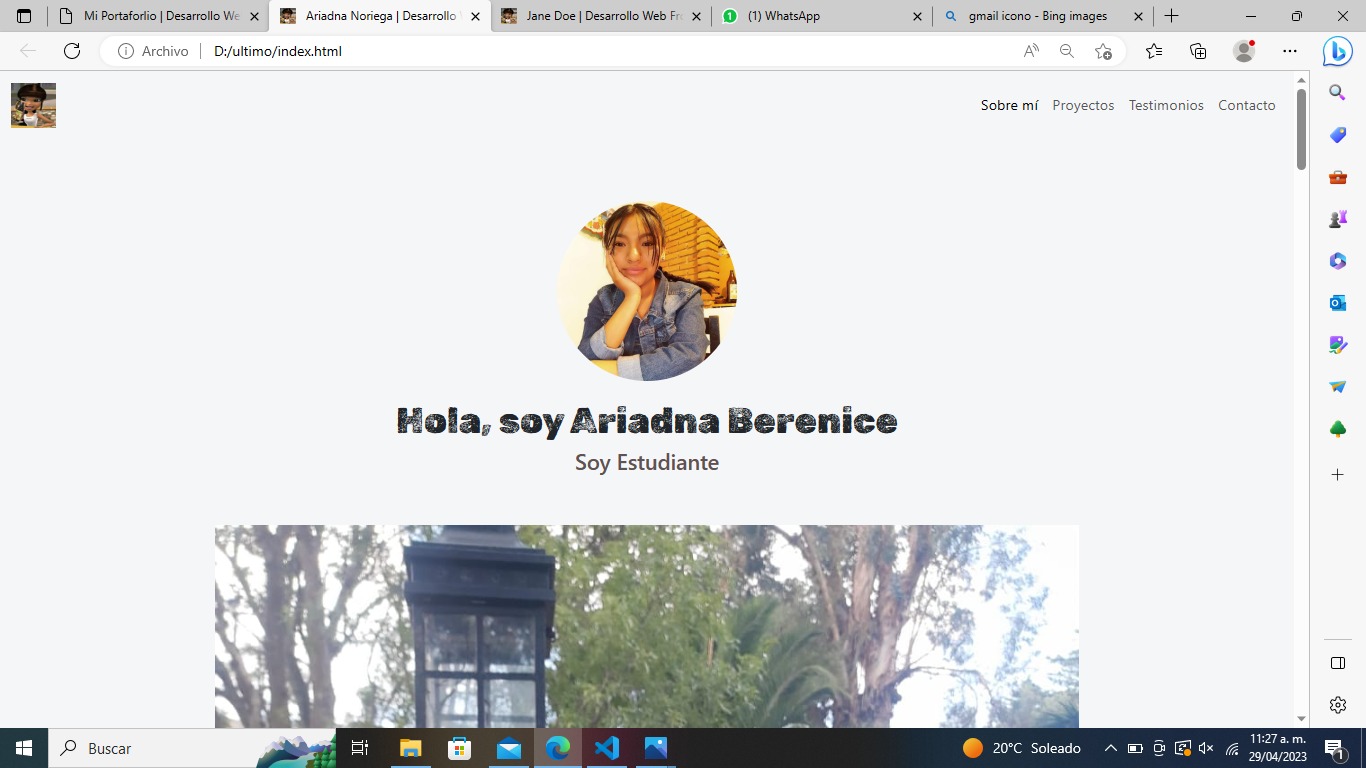 Mi Portaforlio | Desarrollo We
Ariadna Noriega | Desarrollo
Jane Doe | Desarrollo Web Fro
(1) WhatsApp
gmail icono - Bing images
Archivo
D:/ultimo/index.html
Sobre mí
Proyectos
Testimonios
Contacto
Hola, soy Ariadna Berenice
Soy Estudiante
Buscar
20°C Soleado
11:27 a. m.
29/04/2023
1